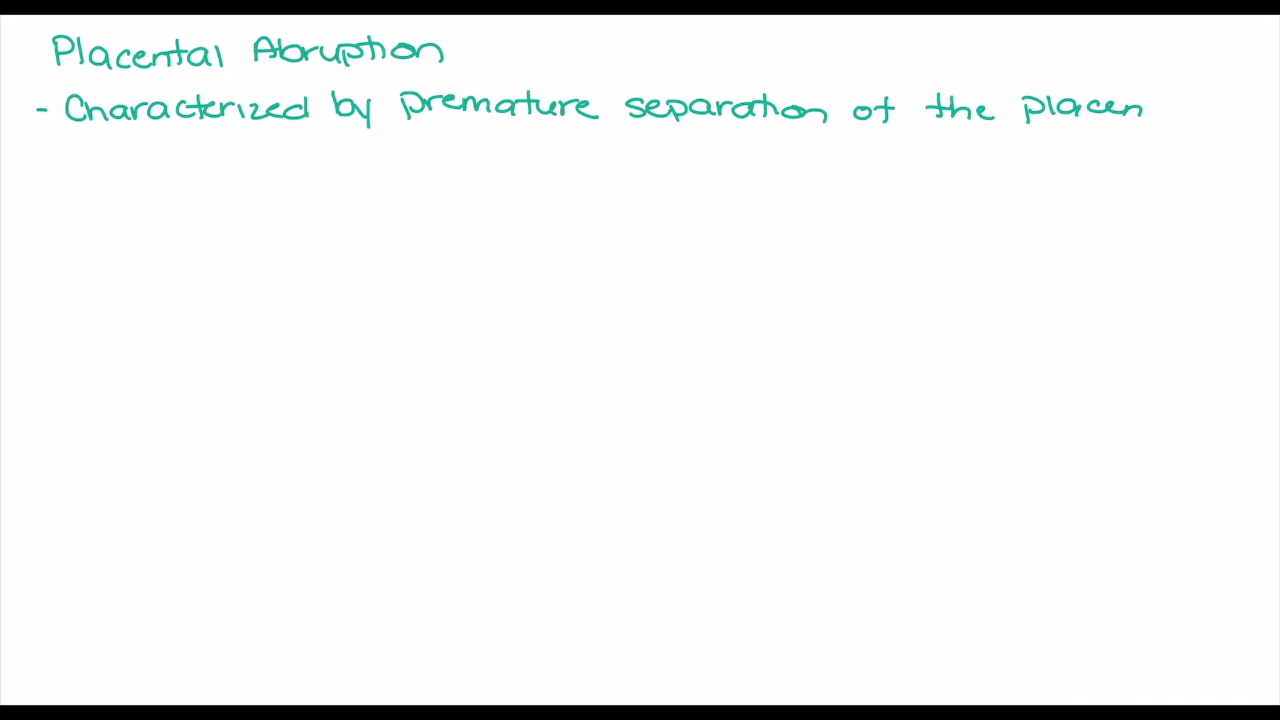 Placental Abruption
- Characterized by premature separation of the placen